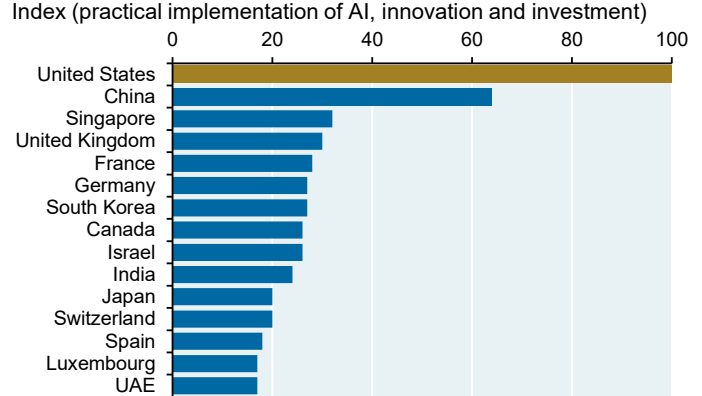 Index (practical implementation of AI, innovation and investment)
0 20 40 60 80 100
United States
China
Singapore
United Kingdom
France
Germany
South Korea
Canada
Israel
India
Japan
Switzerland
Spain
Luxembourg
UAE